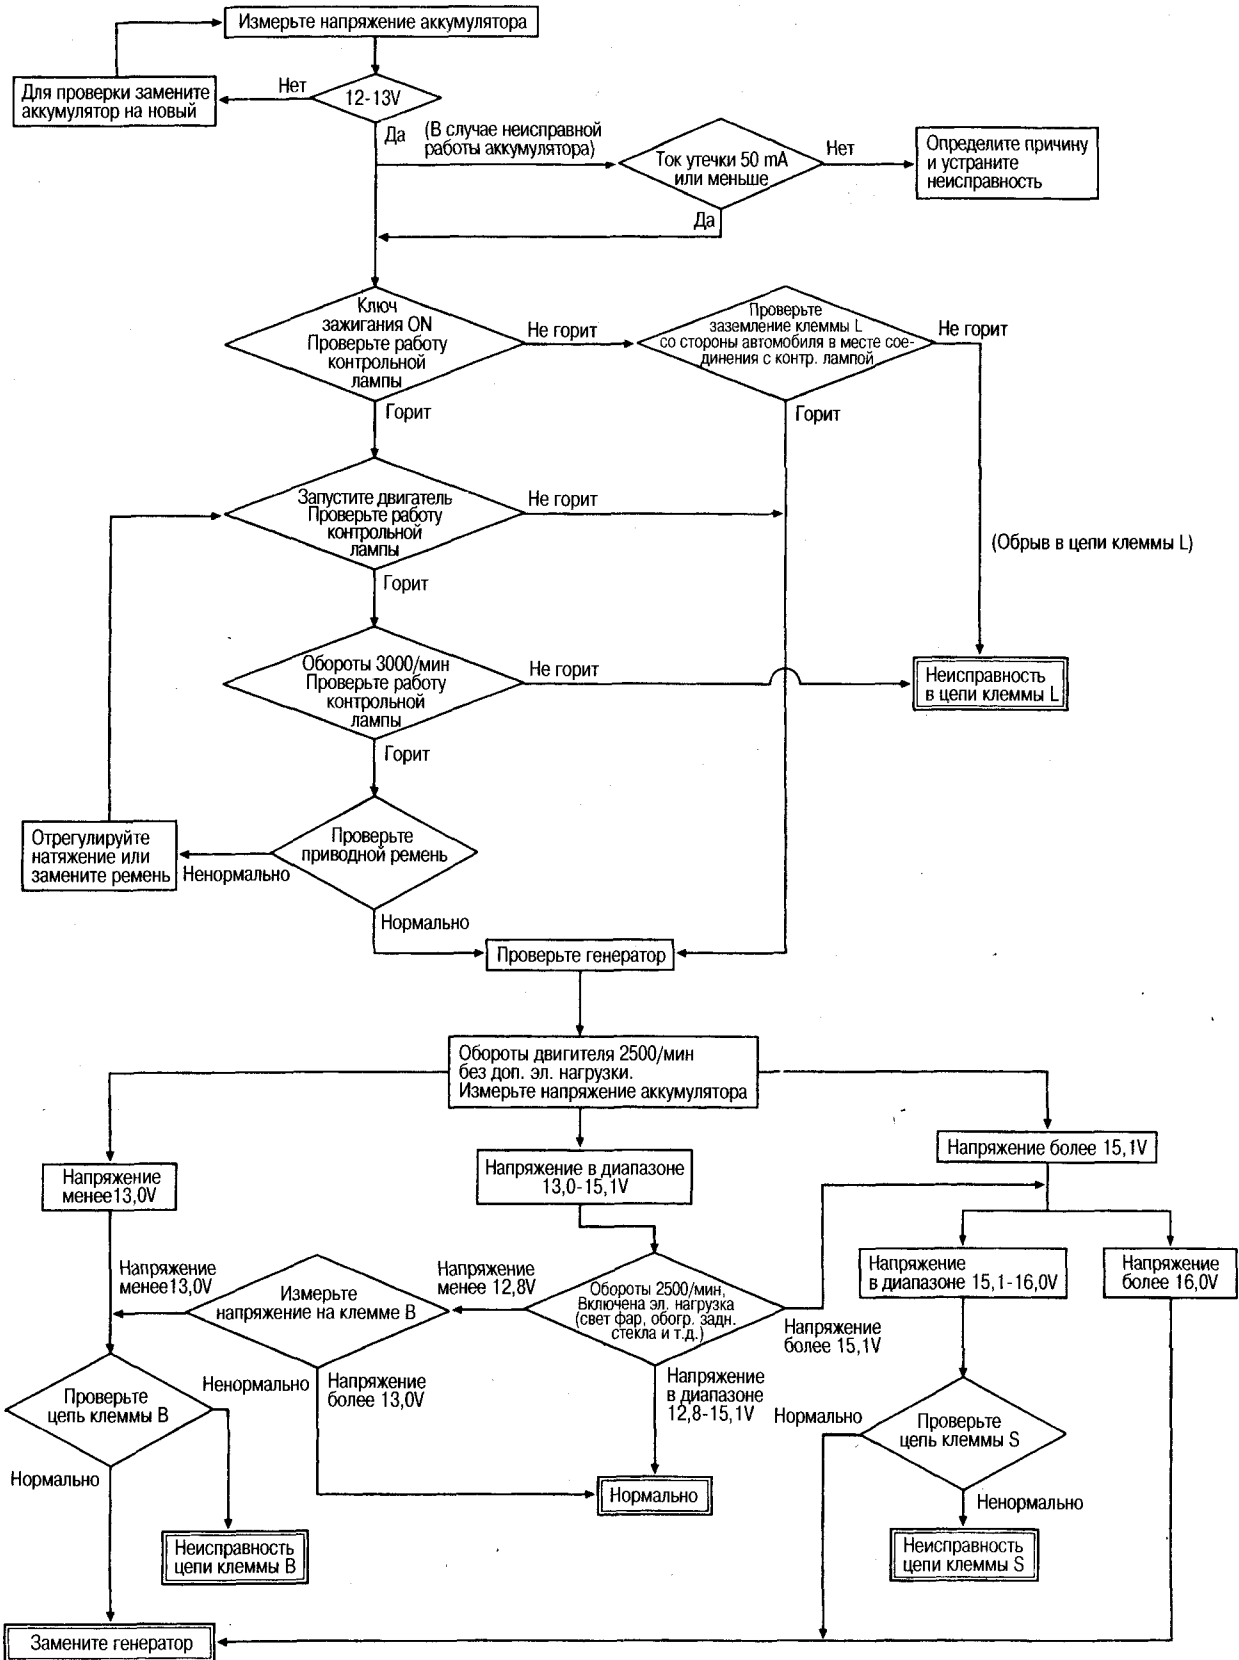 Измерьте напряжение аккумулятора
Для проверки замените
аккумулятор на новый
Нет
12-13V
Да
(В случае неисправной
работы аккумулятора)
Ток утечки 50 mA
или меньше
Нет
Определите причину
и устраните
неисправность
Да
Ключ
зажигания ON
Проверьте работу
контрольной
лампы
Не горит
Проверьте
заземление клеммы L
со стороны автомобиля в месте сое-
динения с контр. лампой
Не горит
Горит
Горит
Запустите двигатель
Проверьте работу
контрольной
лампы
Не горит
(Обрыв в цепи клеммы L)
Горит
Обороты 3000/мин
Проверьте работу
контрольной
лампы
Не горит
Неисправность
в цепи клеммы L
Горит
Отрегулируйте
натяжение или
замените ремень
Ненормально
Проверьте
приводной ремень
Нормально
Проверьте генератор
Обороты двигителя 2500/мин
без доп. эл. нагрузки.
Измерьте напряжение аккумулятора
Напряжение
менее13,0V
Напряжение в диапазоне
13,0-15,1V
Напряжение более 15,1V
Напряжение
менее13,0V
Измерьте
напряжение на клемме B
Напряжение
менее 12,8V
Обороты 2500/мин,
Включена эл. нагрузка
(свет фар, обогр. задн.
стекла и т.д.)
Напряжение
более 15,1V
Напряжение
в диапазоне 15,1-16,0V
Напряжение
более 16,0V
Проверьте
цепь клеммы B
Ненормально
Напряжение
более 13,0V
Напряжение
в диапазоне
12,8-15,1V
Нормально
Проверьте
цепь клеммы S
Нормально
Нормально
Ненормально
Неисправность
цепи клеммы B
Неисправность
цепи клеммы S
Замените генератор